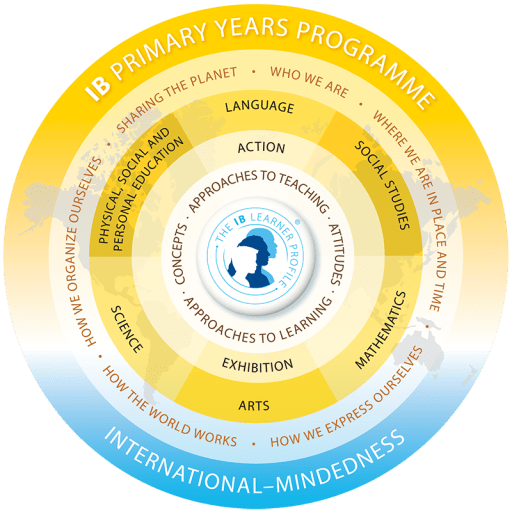 IB PRIMARY YEARS PROGRAMME
SHARING THE PLANET • WHO WE ARE • WHERE WE ARE IN PLACE AND TIME • HOW WE EXPRESS OURSELVES • HOW THE WORLD WORKS • HOW WE ORGANIZE OURSELVES •
LANGUAGE
SOCIAL STUDIES
MATHEMATICS
ARTS
SCIENCE
PHYSICAL, SOCIAL AND
PERSONAL EDUCATION
ACTION
EXHIBITION
APPROACHES TO TEACHING · ATTITUDES · APPROACHES TO LEARNING · CONCEPTS ·
THE IB LEARNER PROFILE ®
INTERNATIONAL–MINDEDNESS